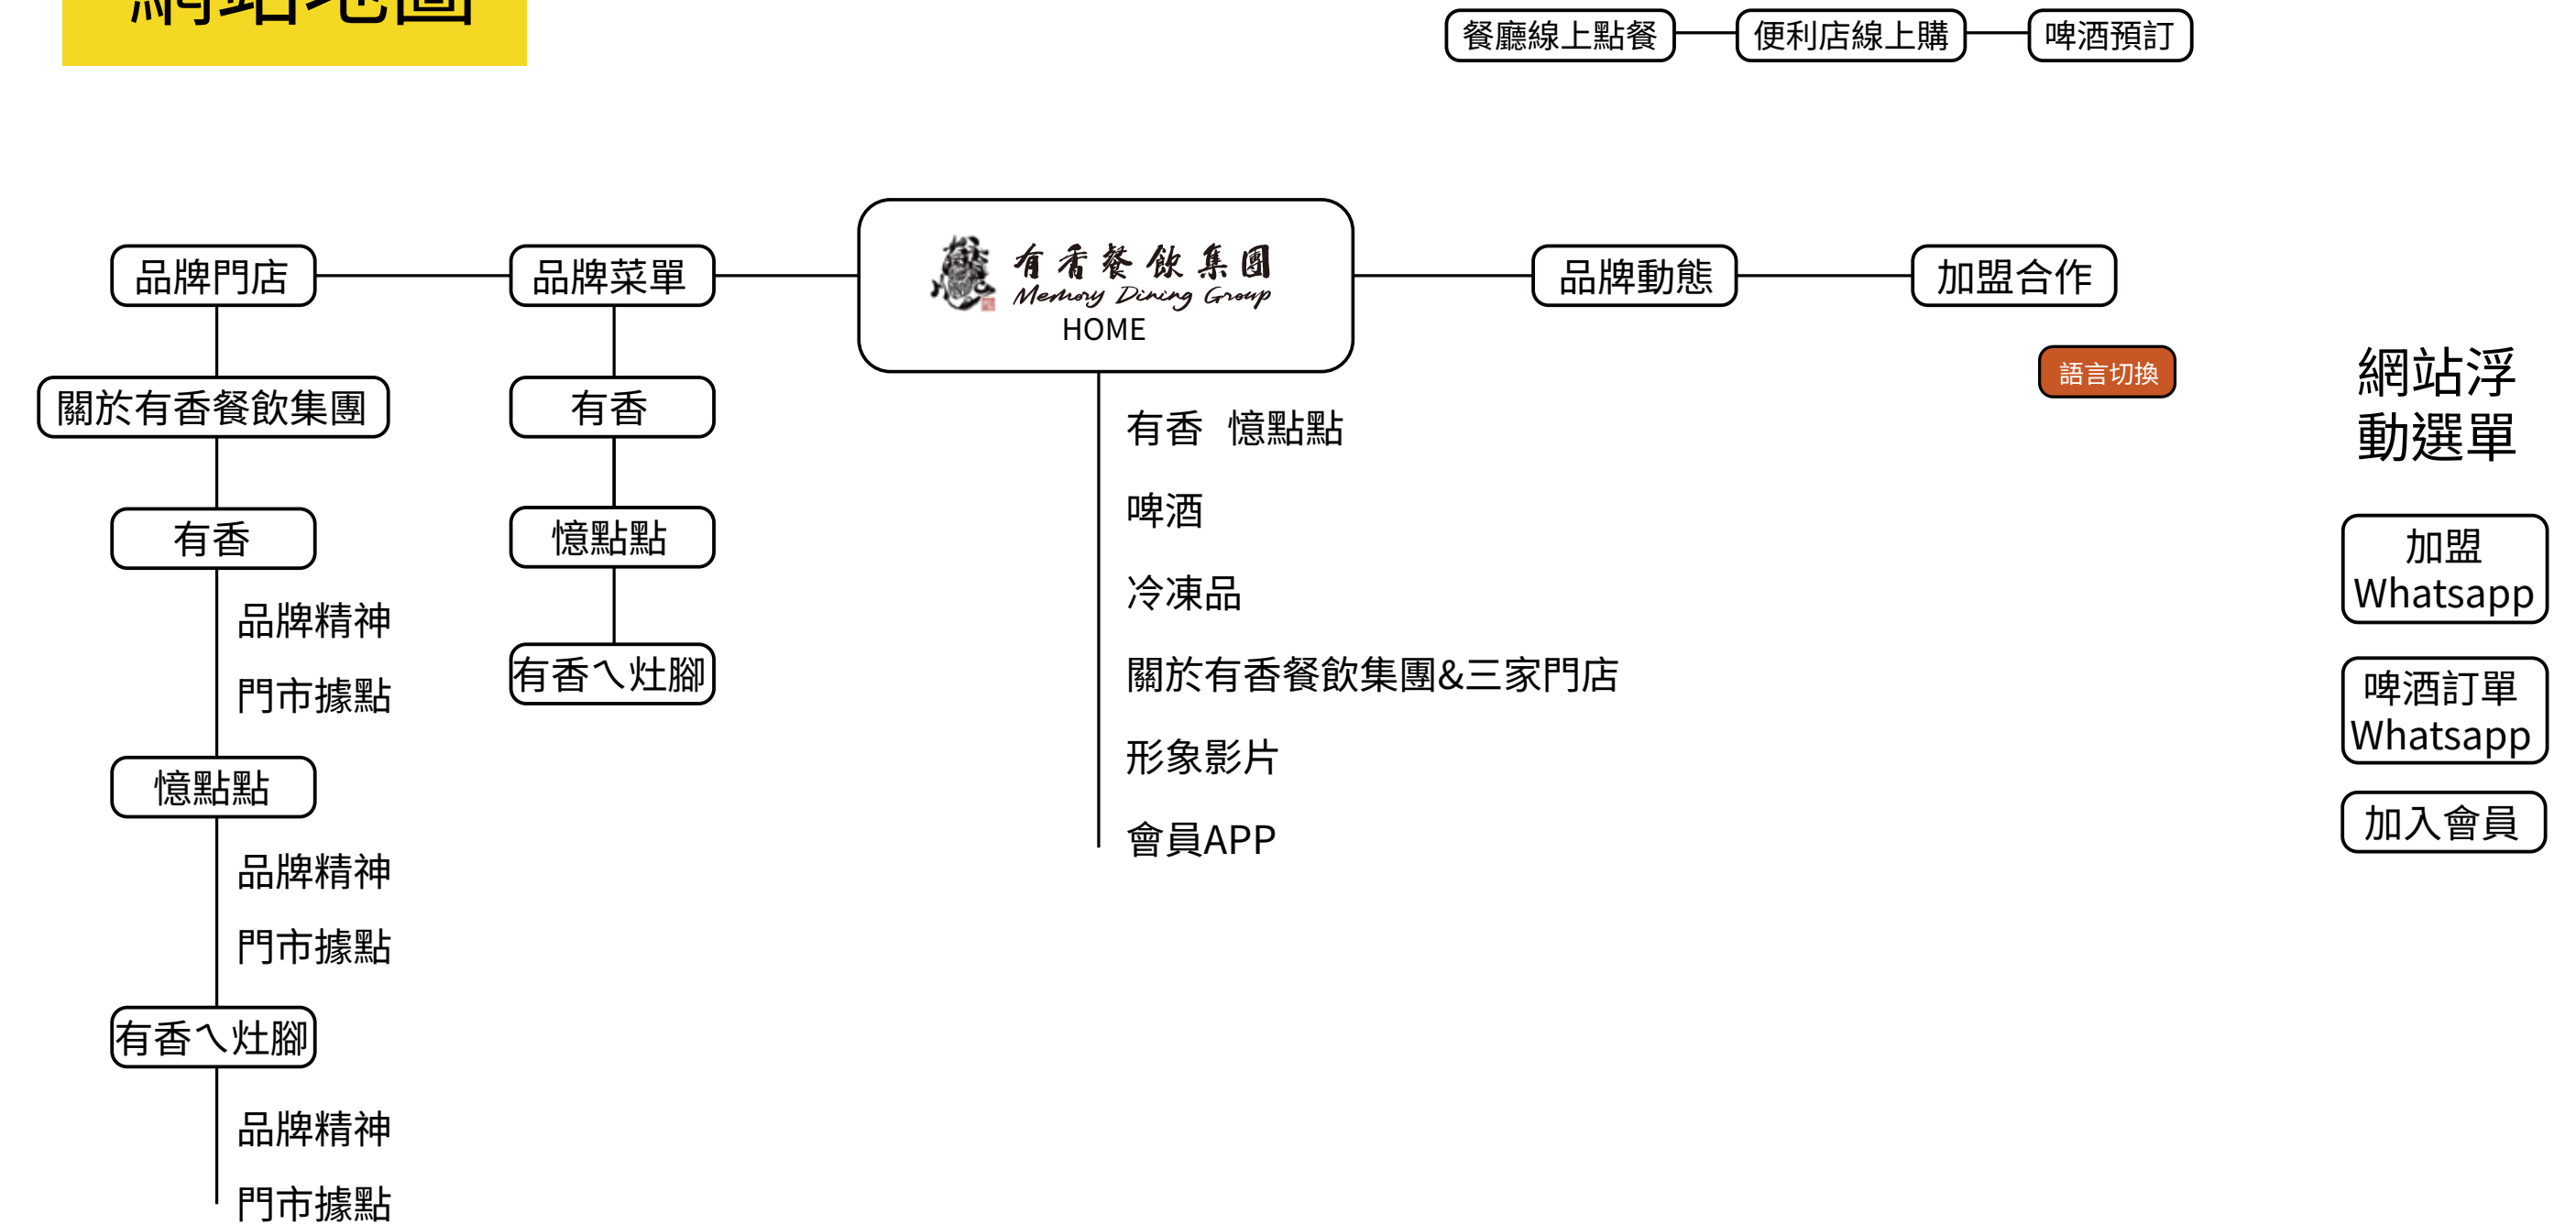 網站地圖
餐廳線上點餐
便利店線上購
啤酒預訂
品牌門店
品牌菜單
有香餐飲集團
Memory Dining Group
HOME
品牌動態
加盟合作
語言切換
關於有香餐飲集團
有香
品牌精神
門市據點
憶點點
品牌精神
門市據點
有香ㄟ灶腳
品牌精神
門市據點
有香
憶點點
有香ㄟ灶腳
有香 憶點點
啤酒
冷凍品
關於有香餐飲集團&三家門店
形象影片
會員APP
網站浮
動選單
加盟
Whatsapp
啤酒訂單
Whatsapp
加入會員